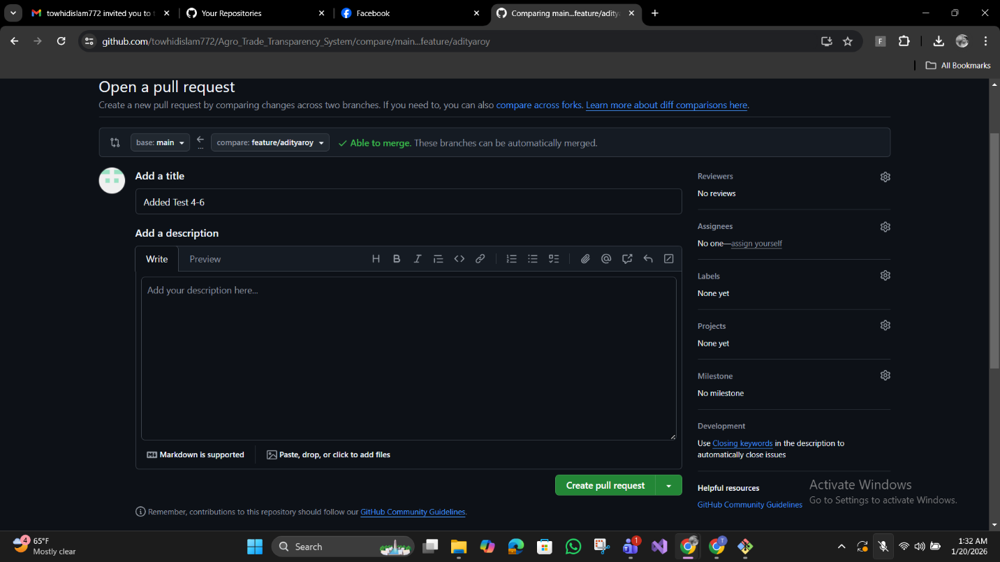 towhidislam772 invited you to
Your Repositories
Facebook
Comparing main...feature/aditya
github.com/towhidislam772/Agro_Trade_Transparency_System/compare/main...feature/adityaroy
F
All Bookmarks
Open a pull request
Create a new pull request by comparing changes across two branches. If you need to, you can also compare across forks. Learn more about diff comparisons here.
base: main
...
compare: feature/adityaroy
Able to merge. These branches can be automatically merged.
Add a title
Added Test 4-6
Add a description
Write
Preview
H B I
Add your description here...
Markdown is supported
Paste, drop, or click to add files
Create pull request
Remember, contributions to this repository should follow our GitHub Community Guidelines.
Reviewers
No reviews
Assignees
No one—assign yourself
Labels
None yet
Projects
None yet
Milestone
No milestone
Development
Use Closing keywords in the description to
automatically close issues
Helpful resources
GitHub Community Guidelines
Activate Windows
Go to Settings to activate Windows.
4
65°F
Mostly clear
Search
1
T
1:32 AM
1/20/2026